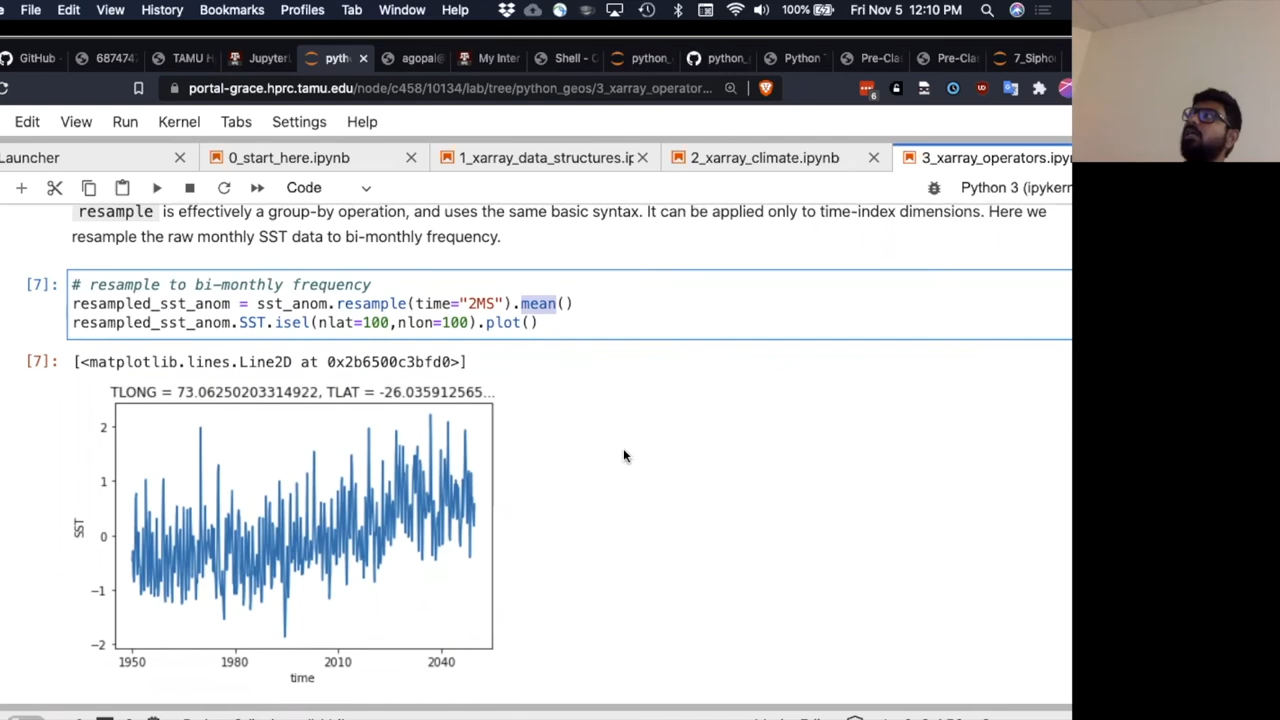 File Edit View History Bookmarks Profiles Tab Window Help 100% Fri Nov 5 12:10 PM
GitHub 687474 TAMU H Jupyter pyth agopal My Inter Shell - C python_ python_ Python Pre-Cla Pre-Cla 7_Sipho
portal-grace.hprc.tamu.edu/node/c458/10134/lab/tree/python_geos/3_xarray_operator... 6
Edit View Run Kernel Tabs Settings Help
Launcher 0_start_here.ipynb 1_xarray_data_structures.ip 2_xarray_climate.ipynb 3_xarray_operators.ipyn
Code Python 3 (ipykern
resample is effectively a group-by operation, and uses the same basic syntax. It can be applied only to time-index dimensions. Here we
resample the raw monthly SST data to bi-monthly frequency.
[7]: # resample to bi-monthly frequency
resampled_sst_anom = sst_anom.resample(time="2MS").mean()
resampled_sst_anom.SST.isel(nlat=100,nlon=100).plot()
[7]: [<matplotlib.lines.Line2D at 0x2b6500c3bfd0>]
TLONG = 73.06250203314922, TLAT = -26.035912565...
2
1
0
−1
−2
SST
1950 1980 2010 2040
time